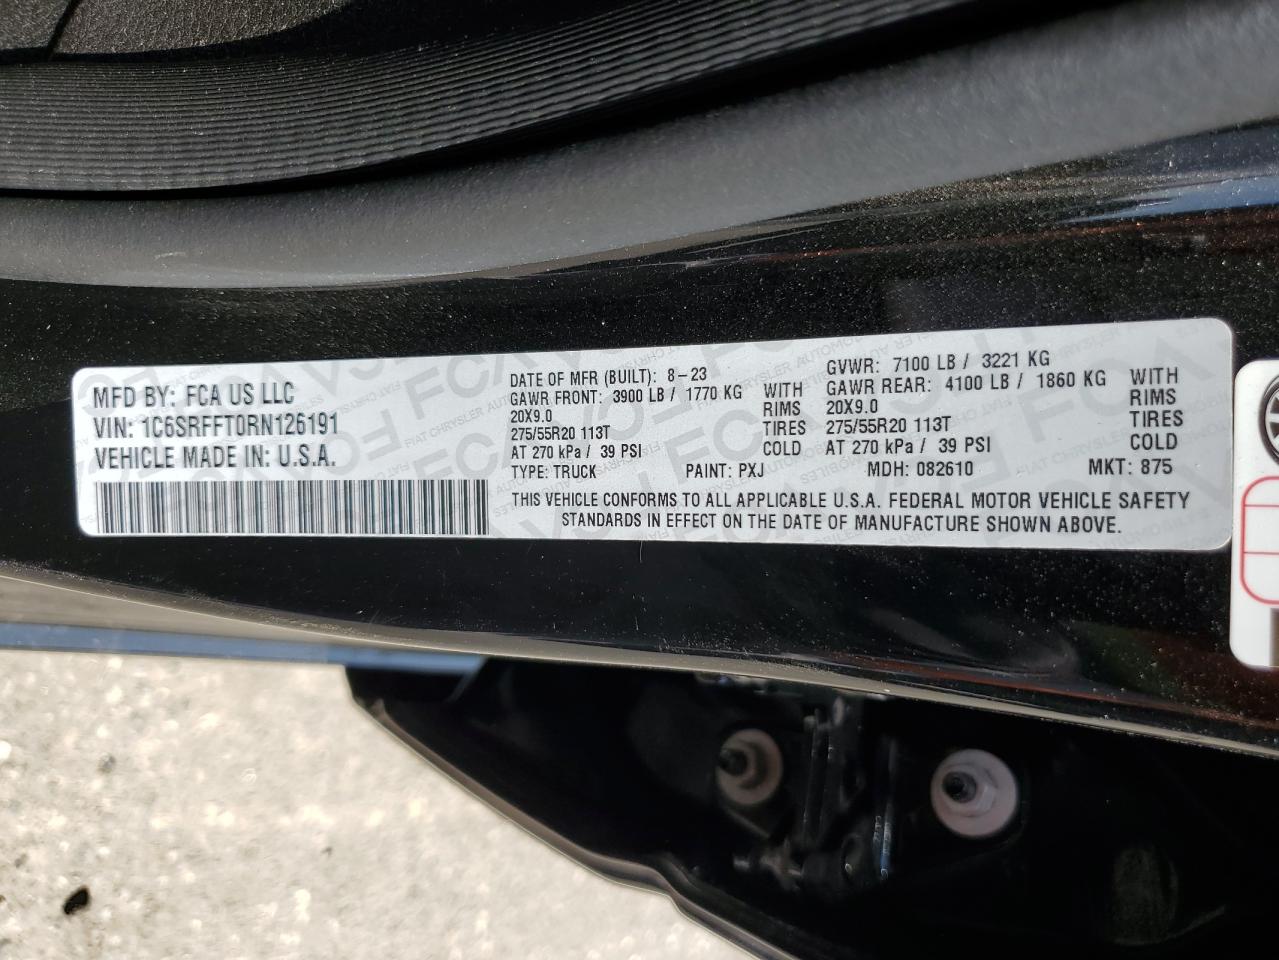 MFD BY: FCA US LLC
VIN: 1C6SRFFT0RN126191
VEHICLE MADE IN: U.S.A.
DATE OF MFR (BUILT): 8-23
GAWR FRONT: 3900 LB / 1770 KG WITH
20X9.0 RIMS
275/55R20 113T TIRES
AT 270 kPa / 39 PSI COLD
GVWR: 7100 LB / 3221 KG
GAWR REAR: 4100 LB / 1860 KG WITH
20X9.0 RIMS
275/55R20 113T TIRES
AT 270 kPa / 39 PSI COLD
TYPE: TRUCK PAINT: PXJ MDH: 082610 MKT: 875
THIS VEHICLE CONFORMS TO ALL APPLICABLE U.S.A. FEDERAL MOTOR VEHICLE SAFETY
STANDARDS IN EFFECT ON THE DATE OF MANUFACTURE SHOWN ABOVE.